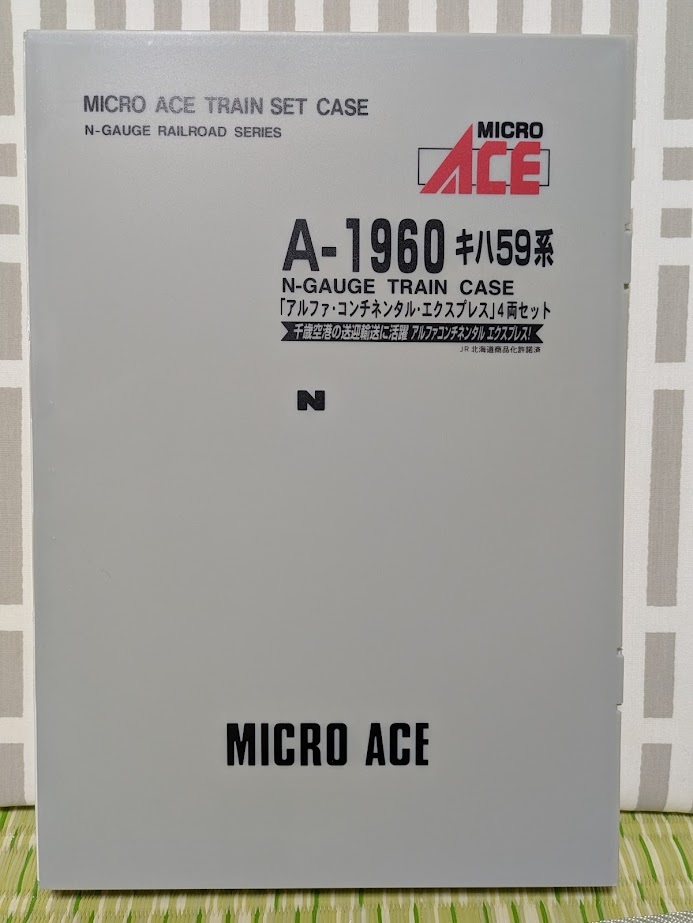 MICRO ACE TRAIN SET CASE
N-GAUGE RAILROAD SERIES
MICRO
ACE
A-1960 キハ59系
N-GAUGE TRAIN CASE
「アルファ・コンチネンタル・エクスプレス」4両セット
千歳空港の送迎輸送に活躍 アルファコンチネンタル エクスプレス!
JR北海道商品化許諾済
N
MICRO ACE